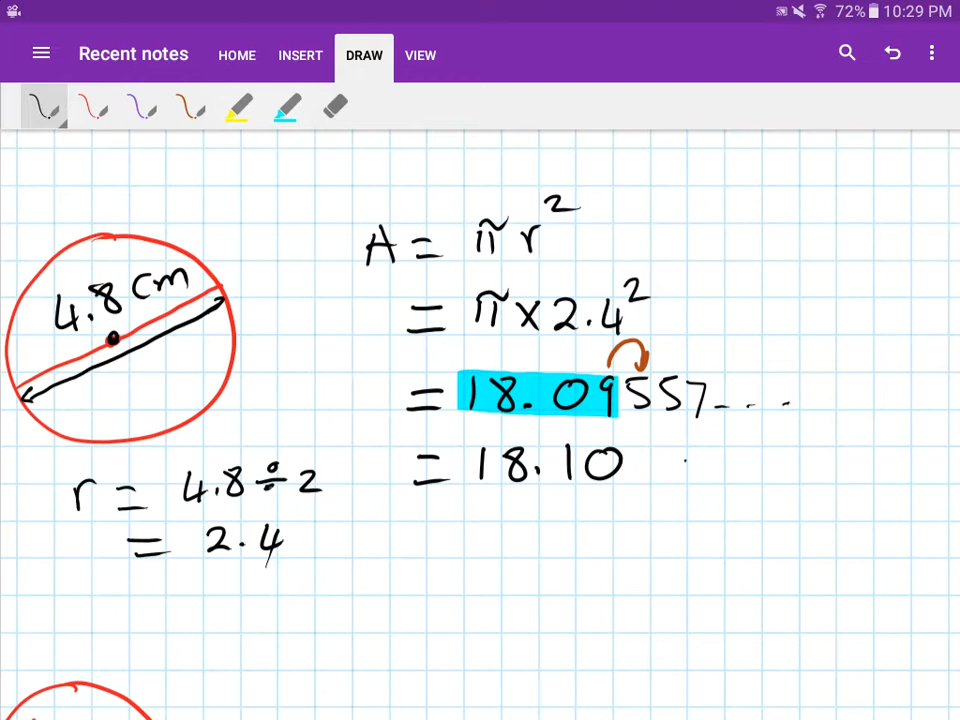 72% 10:29 PM
Recent notes HOME INSERT DRAW VIEW
4.8 cm
r = 4.8 ÷ 2
= 2.4
A = πr²
= π × 2.4²
= 18.09557...
= 18.10